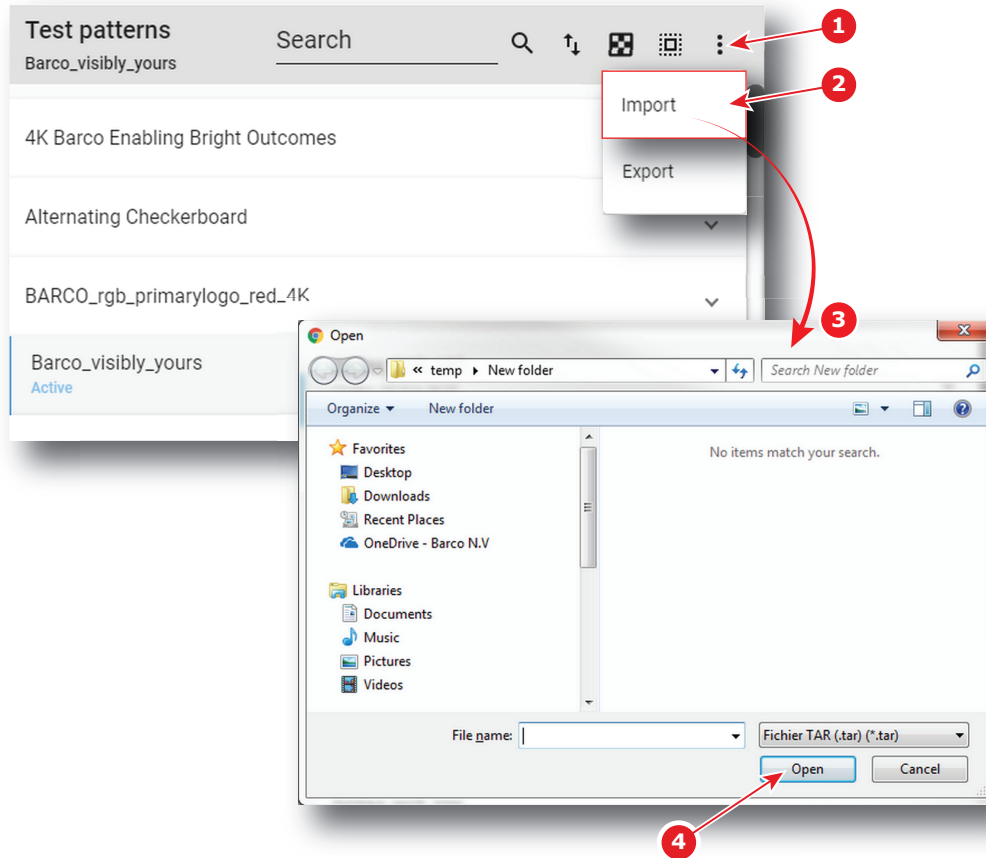 Test patterns
Barco_visibly_yours
Search
1
2
Import
Export
4K Barco Enabling Bright Outcomes
Alternating Checkerboard
BARCO_rgb_primarylogo_red_4K
Barco_visibly_yours
Active
3
Open
« temp ▸ New folder
Search New folder
Organize ▾ New folder
Favorites
Desktop
Downloads
Recent Places
OneDrive - Barco N.V
Libraries
Documents
Music
Pictures
Videos
No items match your search.
File name:
Fichier TAR (.tar) (*.tar)
Open
Cancel
4